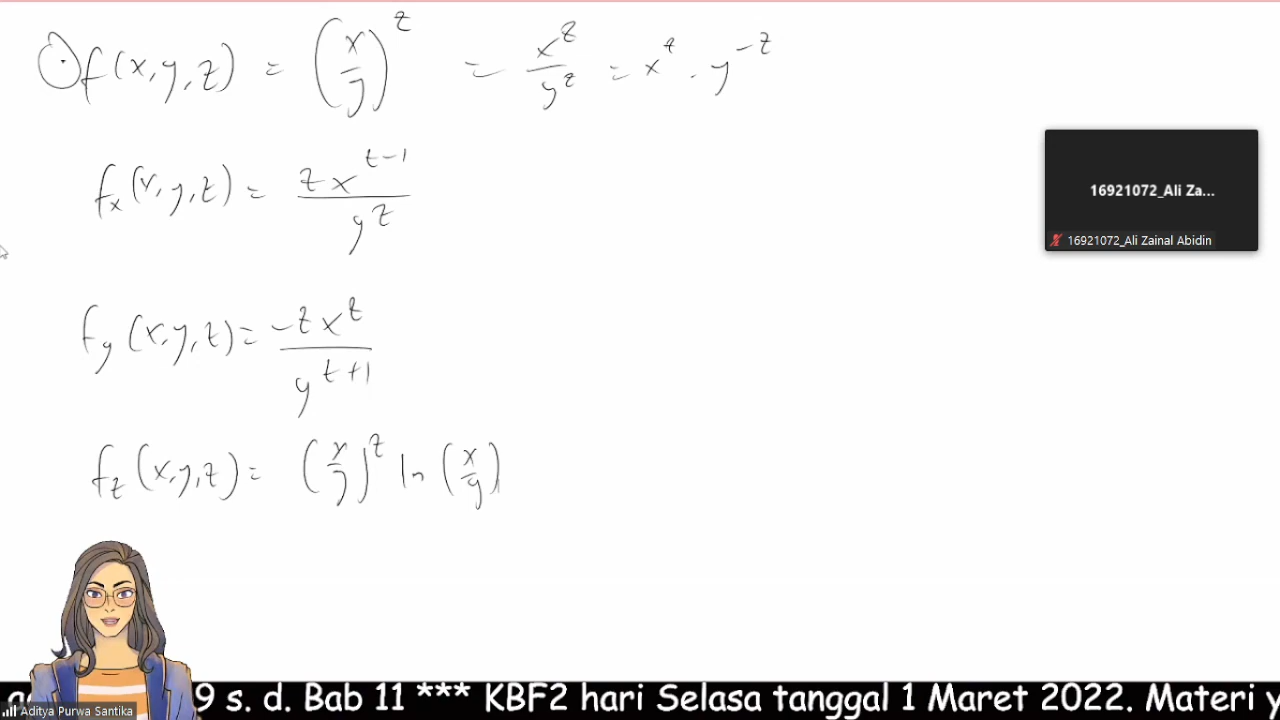 f(x,y,z) = (x/y)^z = x^z/y^z = x^z . y^-z
f_x(x,y,z) = z x^(z-1) / y^z
16921072_Ali Za...
16921072_Ali Zainal Abidin
f_y(x,y,z) = -z x^z / y^(z+1)
f_z(x,y,z) = (x/y)^z ln (x/y)
9 s. d. Bab 11 *** KBF2 hari Selasa tanggal 1 Maret 2022. Materi y
Aditya Purwa Santika